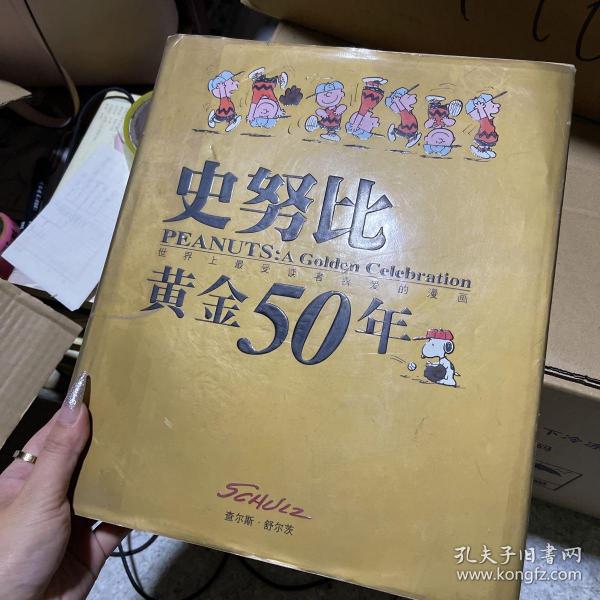 史努比
PEANUTS: A Golden Celebration
世界上最受读者喜爱的漫画
黄金50年
SCHULZ
查尔斯·舒尔茨
孔夫子旧书网
www.kongfz.com